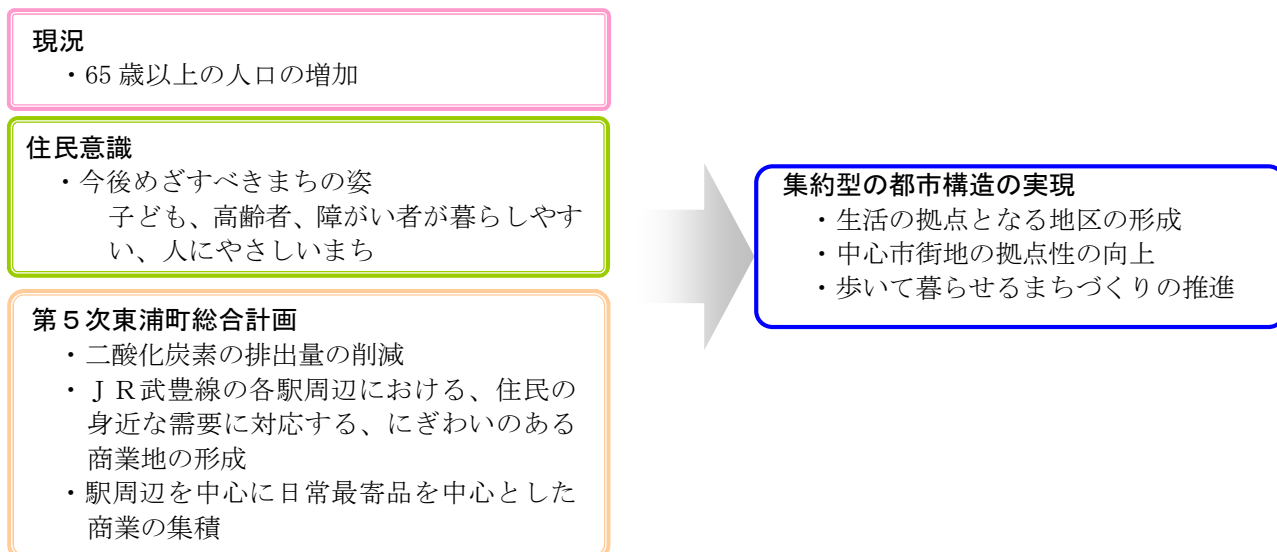 現況
・65 歳以上の人口の増加
住民意識
・今後めざすべきまちの姿
子ども、高齢者、障がい者が暮らしやす
い、人にやさしいまち
第５次東浦町総合計画
・二酸化炭素の排出量の削減
・ＪＲ武豊線の各駅周辺における、住民の
身近な需要に対応する、にぎわいのある
商業地の形成
・駅周辺を中心に日常最寄品を中心とした
商業の集積
集約型の都市構造の実現
・生活の拠点となる地区の形成
・中心市街地の拠点性の向上
・歩いて暮らせるまちづくりの推進